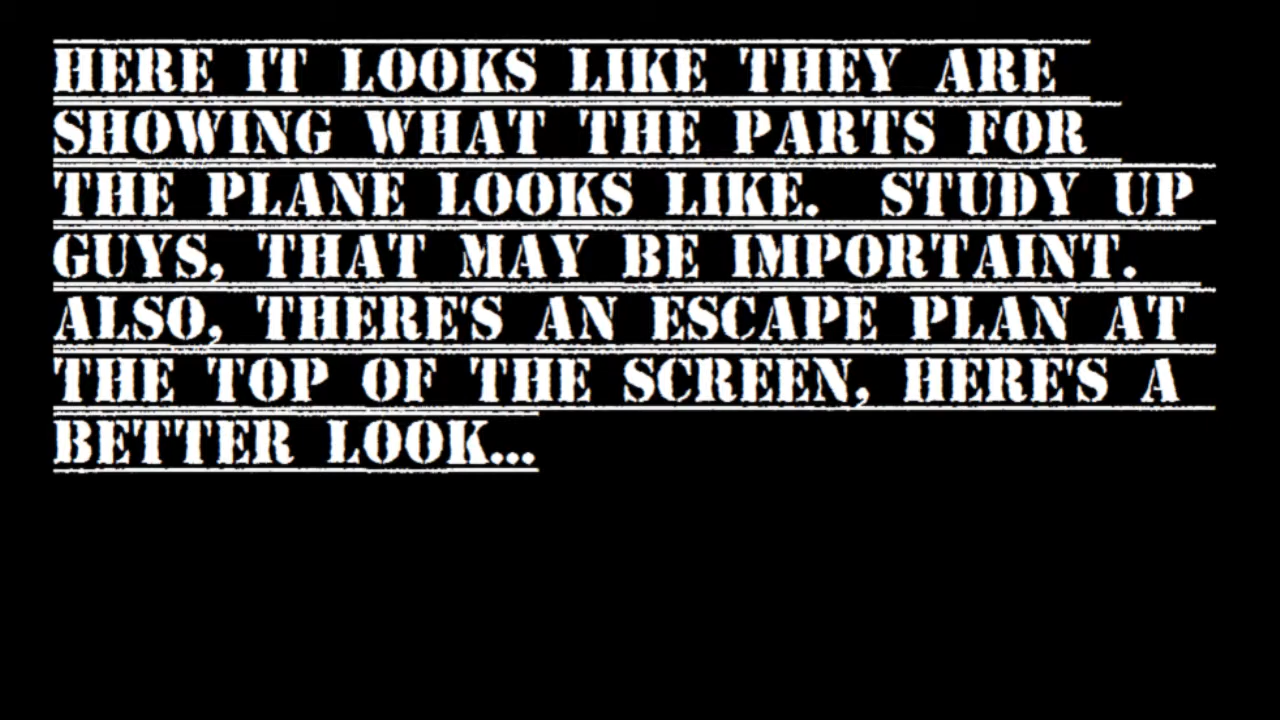 HERE IT LOOKS LIKE THEY ARE
SHOWING WHAT THE PARTS FOR
THE PLANE LOOKS LIKE. STUDY UP
GUYS, THAT MAY BE IMPORTAINT.
ALSO, THERE'S AN ESCAPE PLAN AT
THE TOP OF THE SCREEN, HERE'S A
BETTER LOOK...